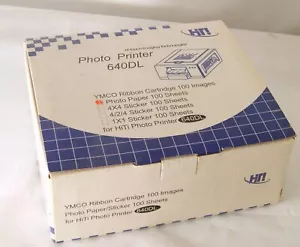 HiTi
Photo Printer
640DL
YMCO Ribbon Cartridge 100 Images
Photo Paper 100 Sheets
4X4 Sticker 100 Sheets
4/2/4 Sticker 100 Sheets
1X1 Sticker 100 Sheets
for HiTi Photo Printer 640DL
YMCO Ribbon Cartridge 100 Images
Photo Paper/Sticker 100 Sheets
for HiTi Photo Printer 640DL
HiTi